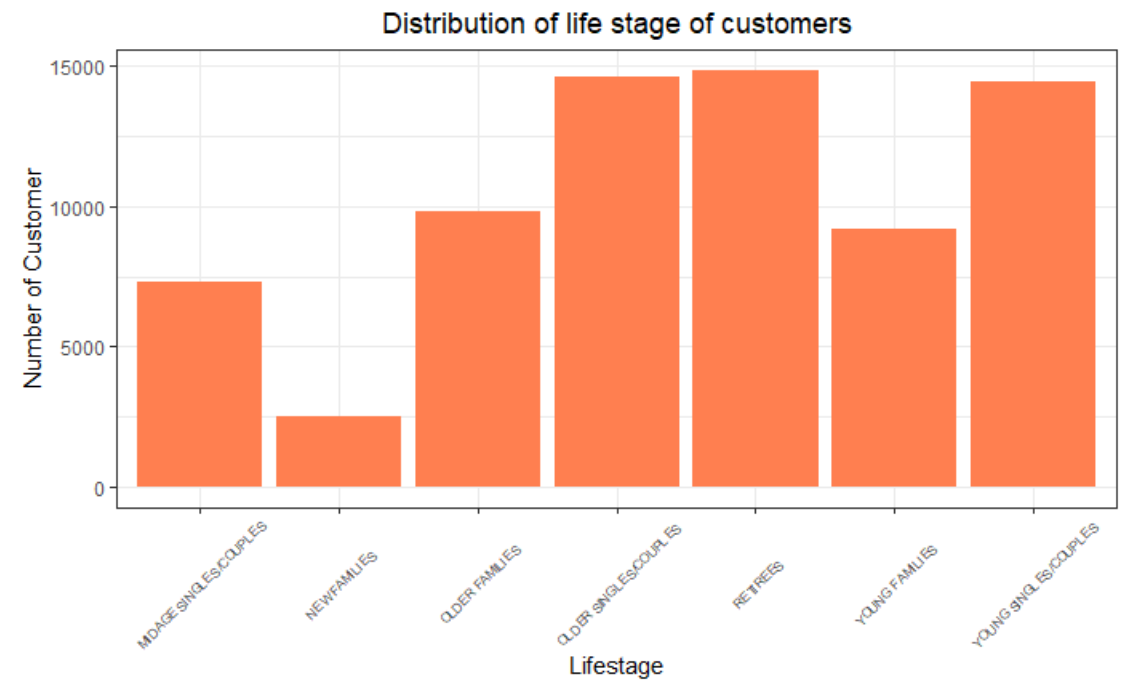 Distribution of life stage of customers
Number of Customer
15000
10000
5000
0
MIDAGE SINGLES/COUPLES
NEW FAMILIES
OLDER FAMILIES
OLDER SINGLES/COUPLES
RETIREES
YOUNG FAMILIES
YOUNG SINGLES/COUPLES
Lifestage